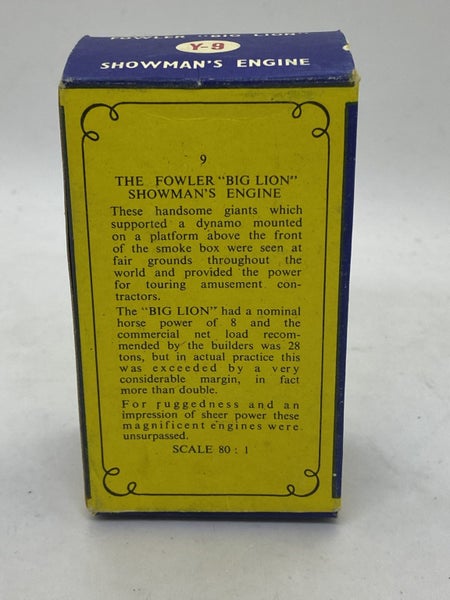 FOWLER "BIG LION"
Y-9
SHOWMAN'S ENGINE
9
THE FOWLER "BIG LION"
SHOWMAN'S ENGINE
These handsome giants which
supported a dynamo mounted
on a platform above the front
of the smoke box were seen at
fair grounds throughout the
world and provided the power
for touring amusement con-
tractors.
The "BIG LION" had a nominal
horse power of 8 and the
commercial net load recom-
mended by the builders was 28
tons, but in actual practice this
was exceeded by a very
considerable margin, in fact
more than double.
For ruggedness and an
impression of sheer power these
magnificent engines were
unsurpassed.
SCALE 80 : 1